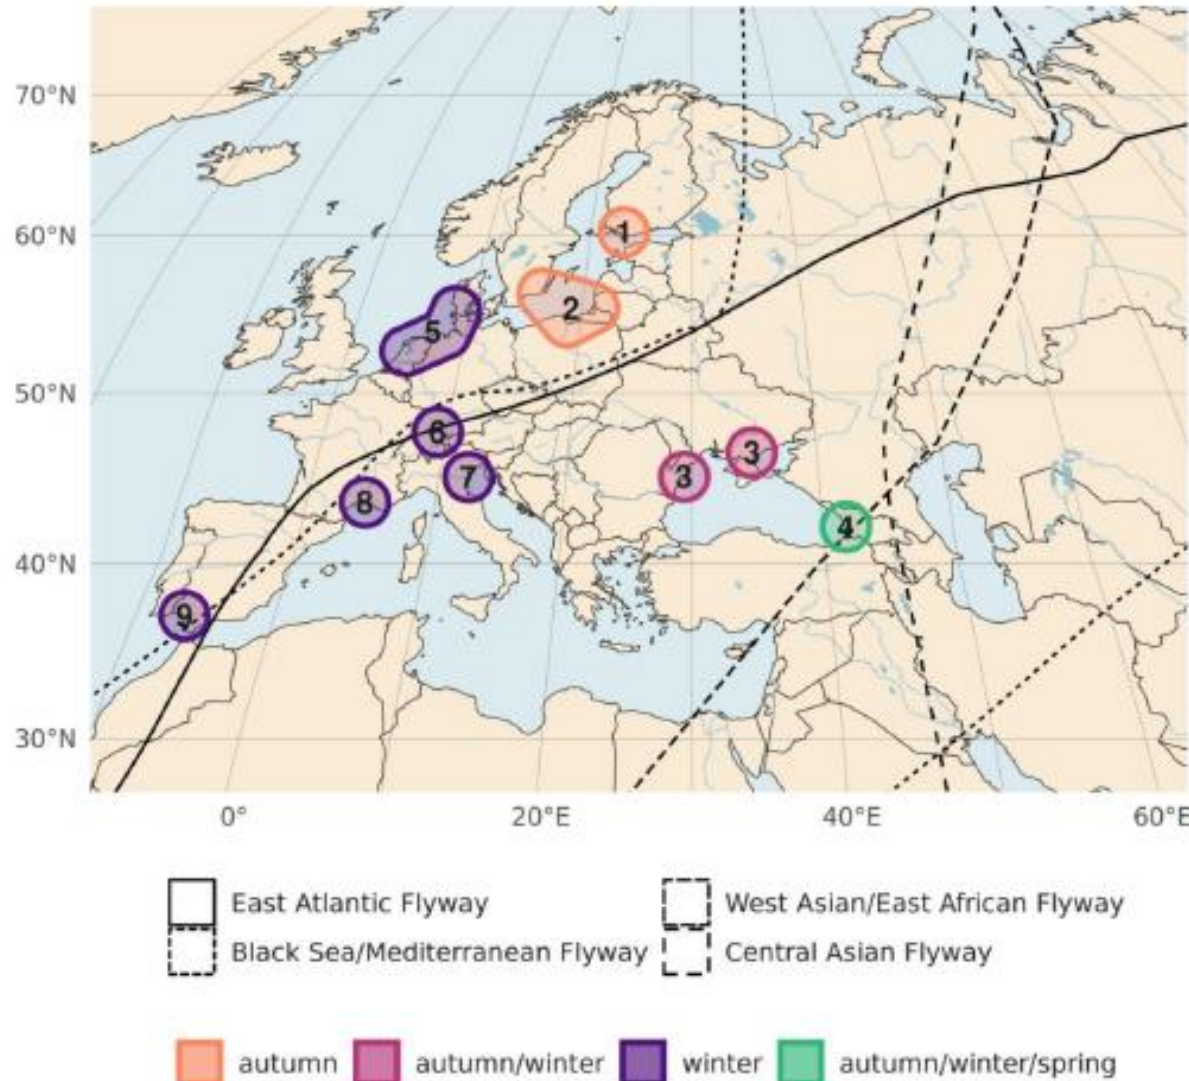 70°N
1
60°N
2
5
50°N
6
3
7
3
8
4
40°N
9
30°N
0° 20°E 40°E 60°E
East Atlantic Flyway West Asian/East African Flyway
Black Sea/Mediterranean Flyway Central Asian Flyway
autumn autumn/winter winter autumn/winter/spring